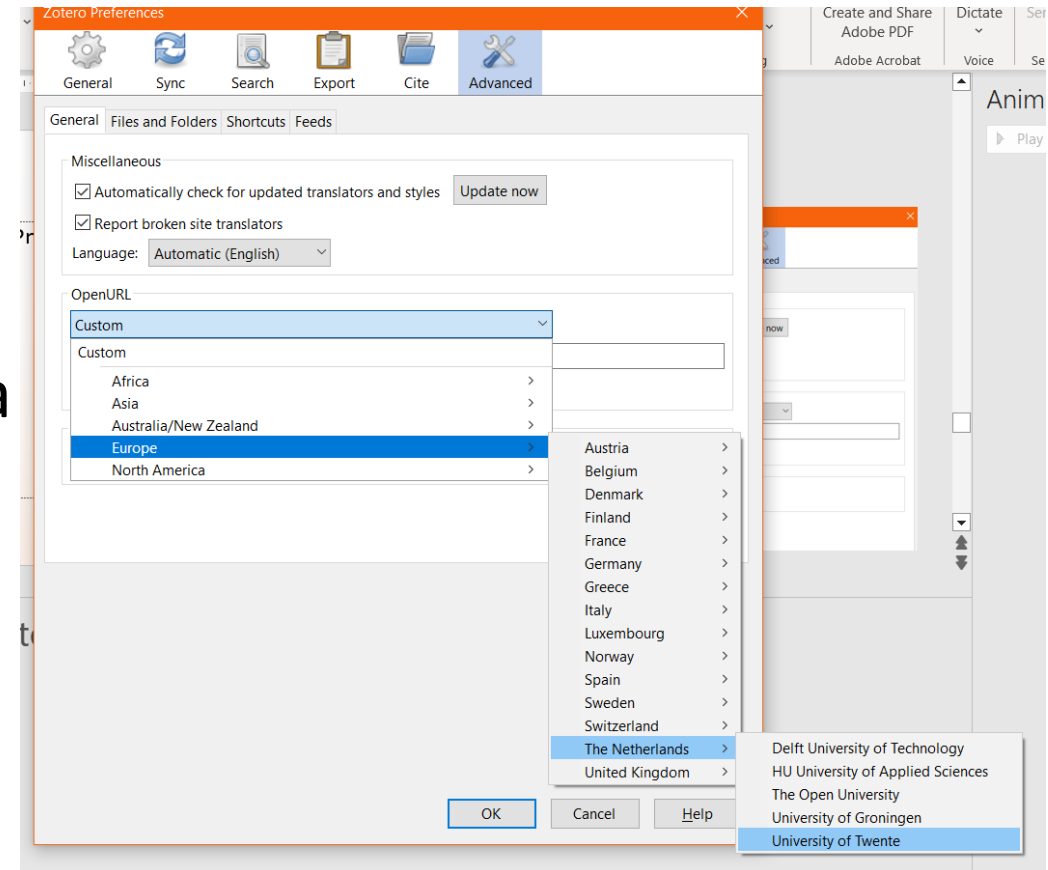 Zotero Preferences
Create and Share
Adobe PDF
Dictate
Adobe Acrobat
Voice
General Sync Search Export Cite Advanced
General Files and Folders Shortcuts Feeds
Anim
Play
Miscellaneous
Automatically check for updated translators and styles Update now
Report broken site translators
Language: Automatic (English)
OpenURL
Custom
Custom
Africa
Asia
Australia/New Zealand
Europe
North America
now
Austria
Belgium
Denmark
Finland
France
Germany
Greece
Italy
Luxembourg
Norway
Spain
Sweden
Switzerland
The Netherlands
United Kingdom
Delft University of Technology
HU University of Applied Sciences
The Open University
University of Groningen
University of Twente
OK Cancel Help